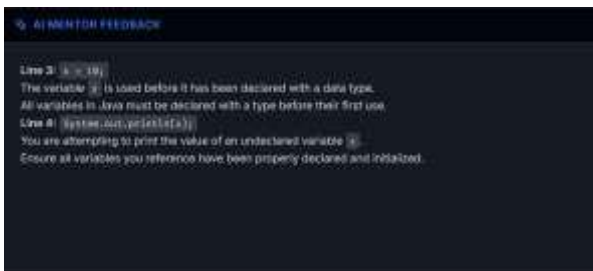 AI MENTOR FEEDBACK
Line 3: = 10;
The variable is used before it has been declared with a data type.
All variables in Java must be declared with a type before their first use.
Line 4: System.out.println( );
You are attempting to print the value of an undeclared variable .
Ensure all variables you reference have been properly declared and initialized.